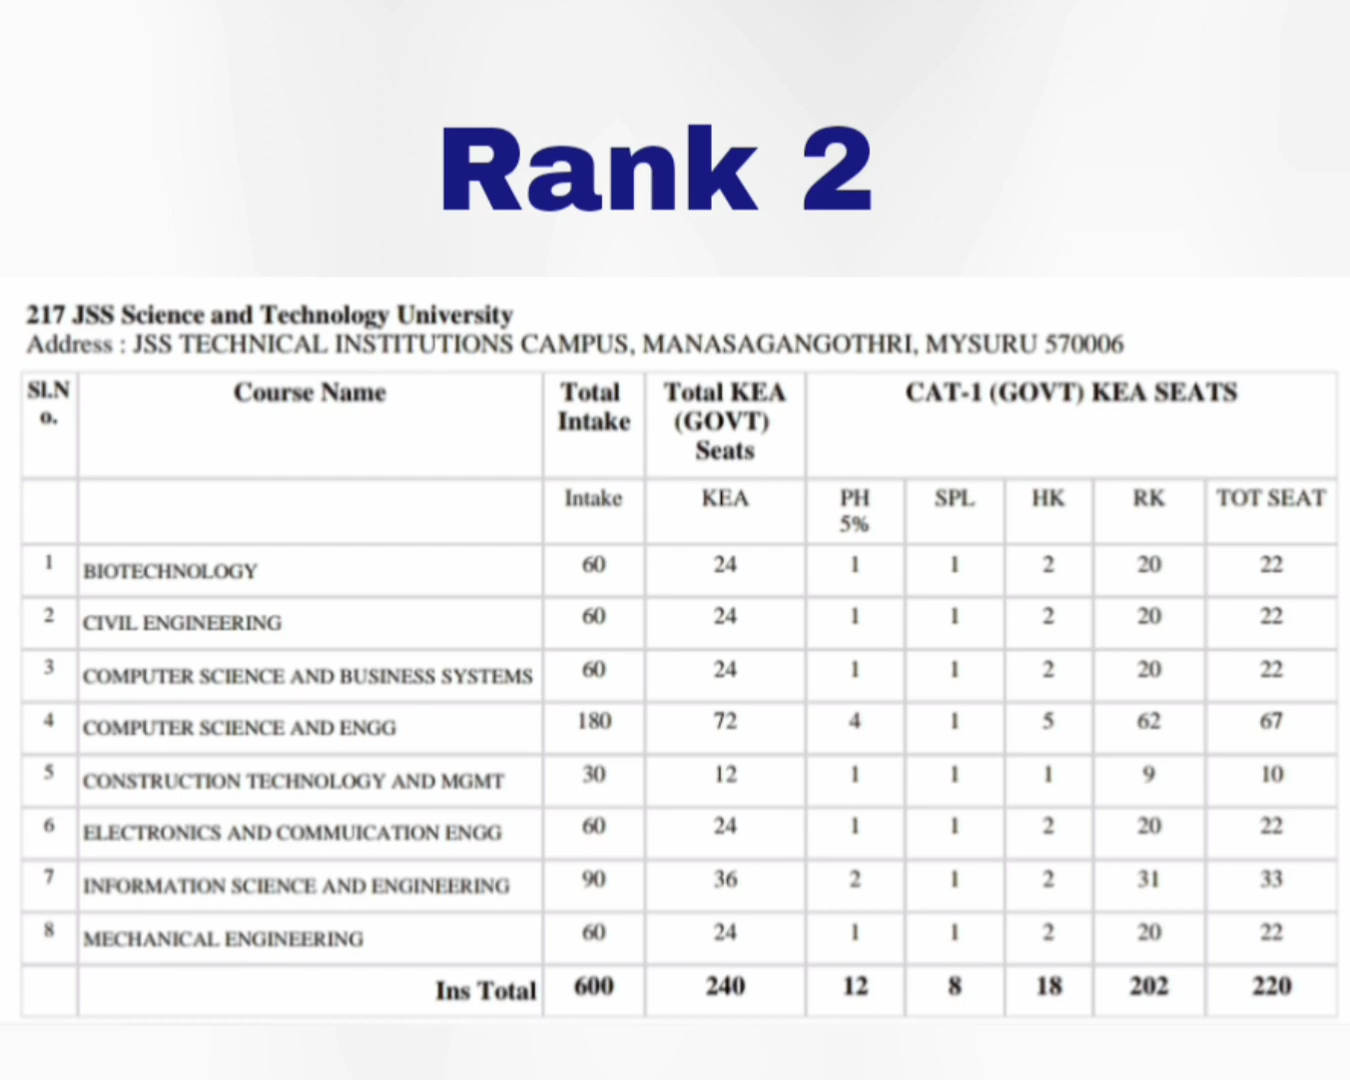 Rank 2
217 JSS Science and Technology University
Address : JSS TECHNICAL INSTITUTIONS CAMPUS, MANASAGANGOTHRI, MYSURU 570006
Sl.N o. Course Name Total Intake Total KEA (GOVT) Seats CAT-1 (GOVT) KEA SEATS
Intake KEA PH 5% SPL HK RK TOT SEAT
1 BIOTECHNOLOGY 60 24 1 1 2 20 22
2 CIVIL ENGINEERING 60 24 1 1 2 20 22
3 COMPUTER SCIENCE AND BUSINESS SYSTEMS 60 24 1 1 2 20 22
4 COMPUTER SCIENCE AND ENGG 180 72 4 1 5 62 67
5 CONSTRUCTION TECHNOLOGY AND MGMT 30 12 1 1 1 9 10
6 ELECTRONICS AND COMMUICATION ENGG 60 24 1 1 2 20 22
7 INFORMATION SCIENCE AND ENGINEERING 90 36 2 1 2 31 33
8 MECHANICAL ENGINEERING 60 24 1 1 2 20 22
Ins Total 600 240 12 8 18 202 220